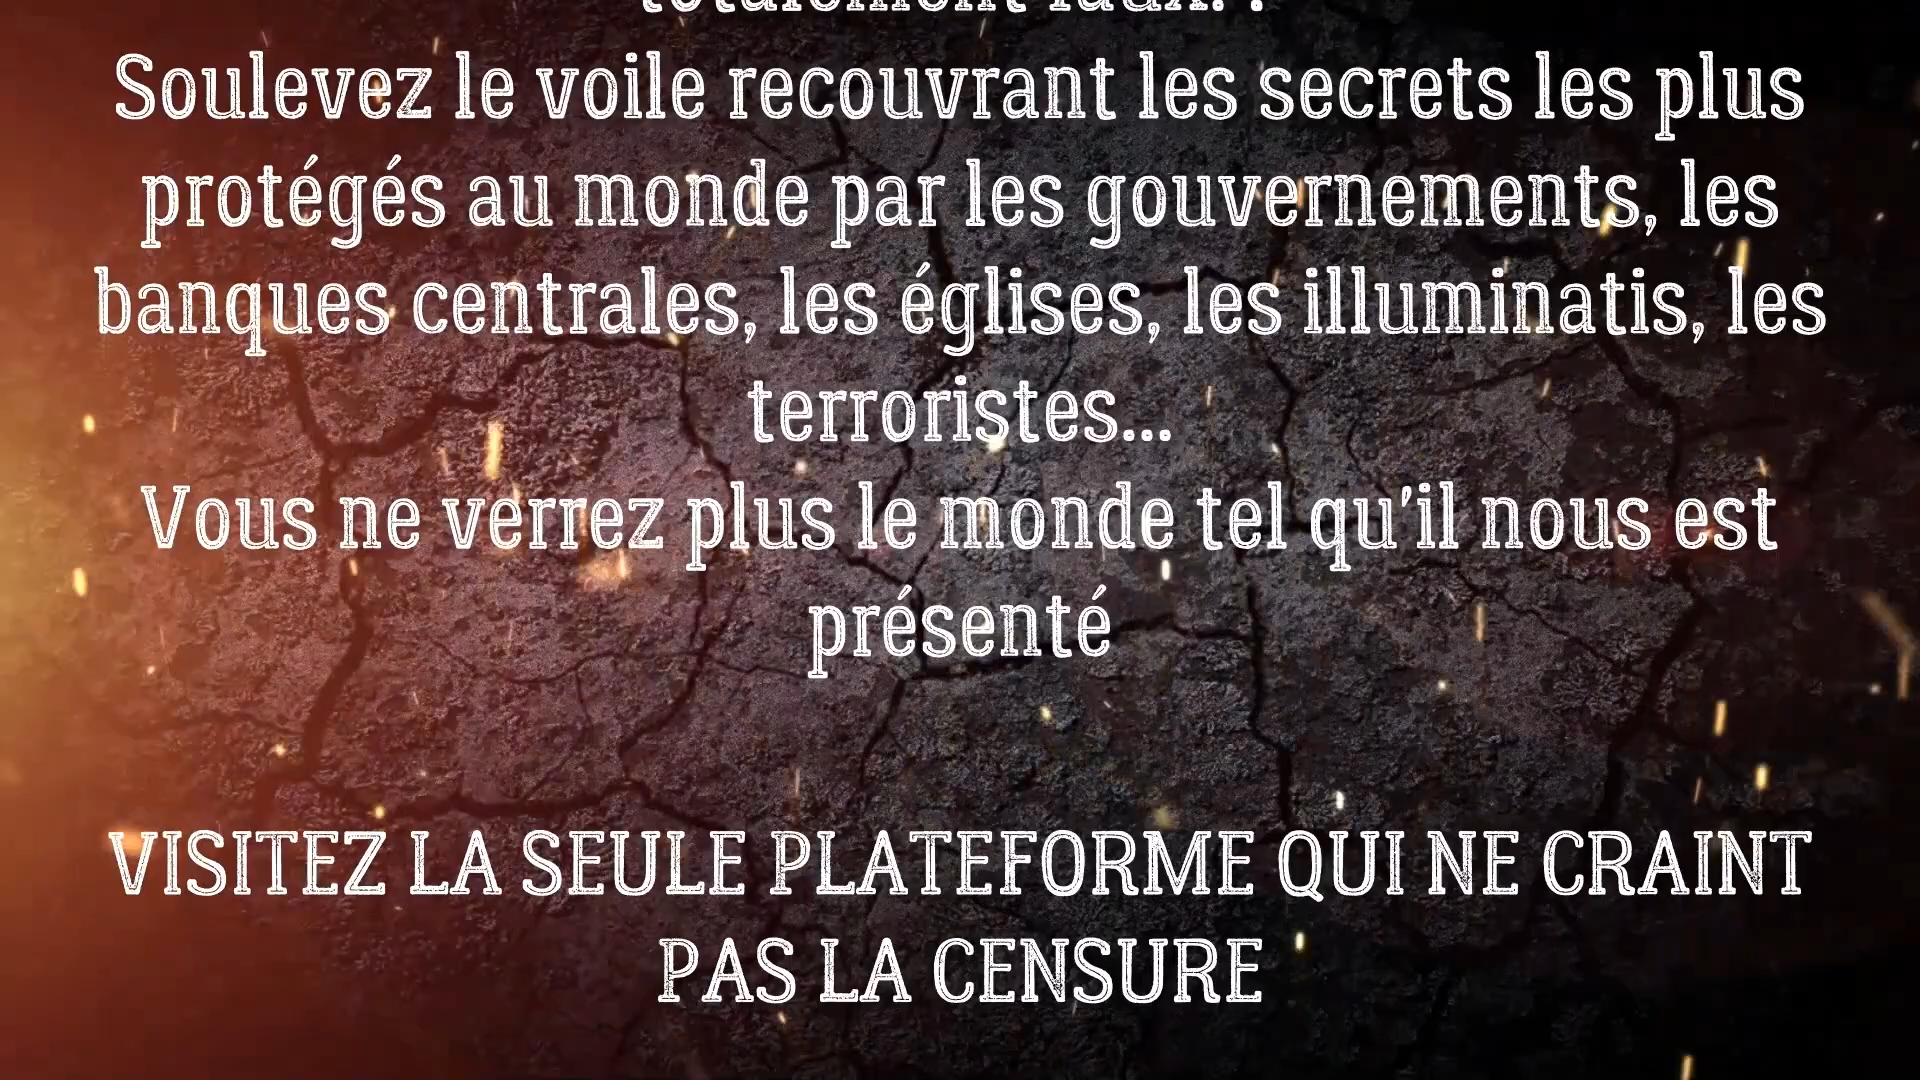 totalement faux. ?
Soulevez le voile recouvrant les secrets les plus
protégés au monde par les gouvernements, les
banques centrales, les églises, les illuminatis, les
terroristes...
Vous ne verrez plus le monde tel qu'il nous est
présenté
VISITEZ LA SEULE PLATEFORME QUI NE CRAINT
PAS LA CENSURE